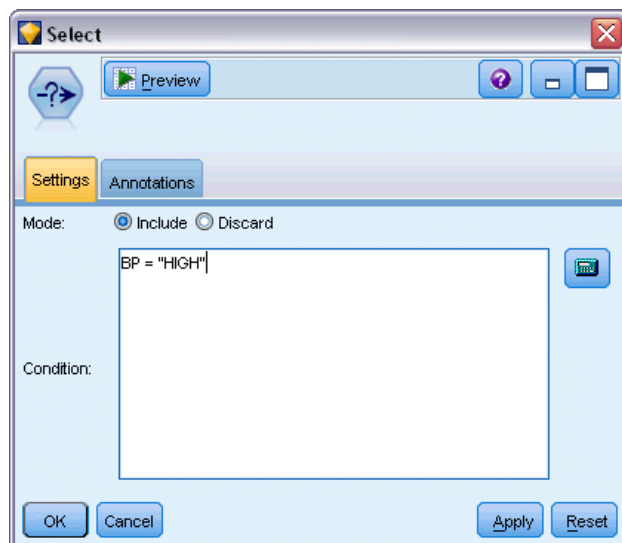 Select
Preview
Settings Annotations
Mode: Include Discard
BP = "HIGH"
Condition:
OK Cancel Apply Reset